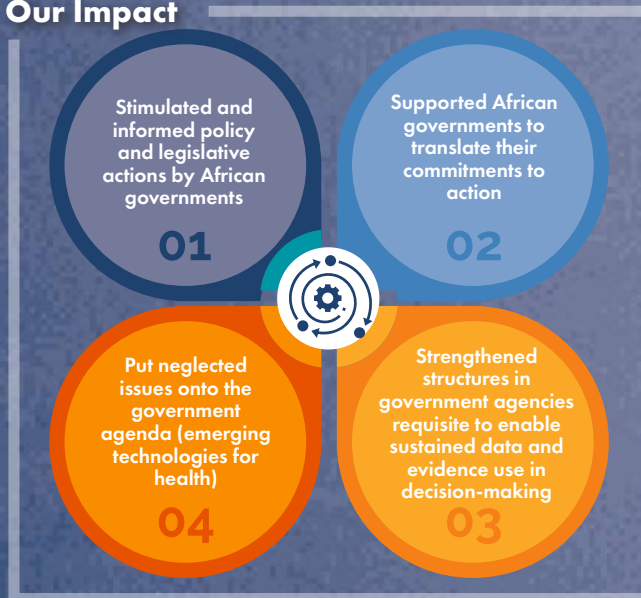 Our Impact
Stimulated and
informed policy
and legislative
actions by African
governments
01
Supported African
governments to
translate their
commitments to
action
02
Strengthened
structures in
government agencies
requisite to enable
sustained data and
evidence use in
decision-making
03
Put neglected
issues onto the
government
agenda (emerging
technologies for
health)
04